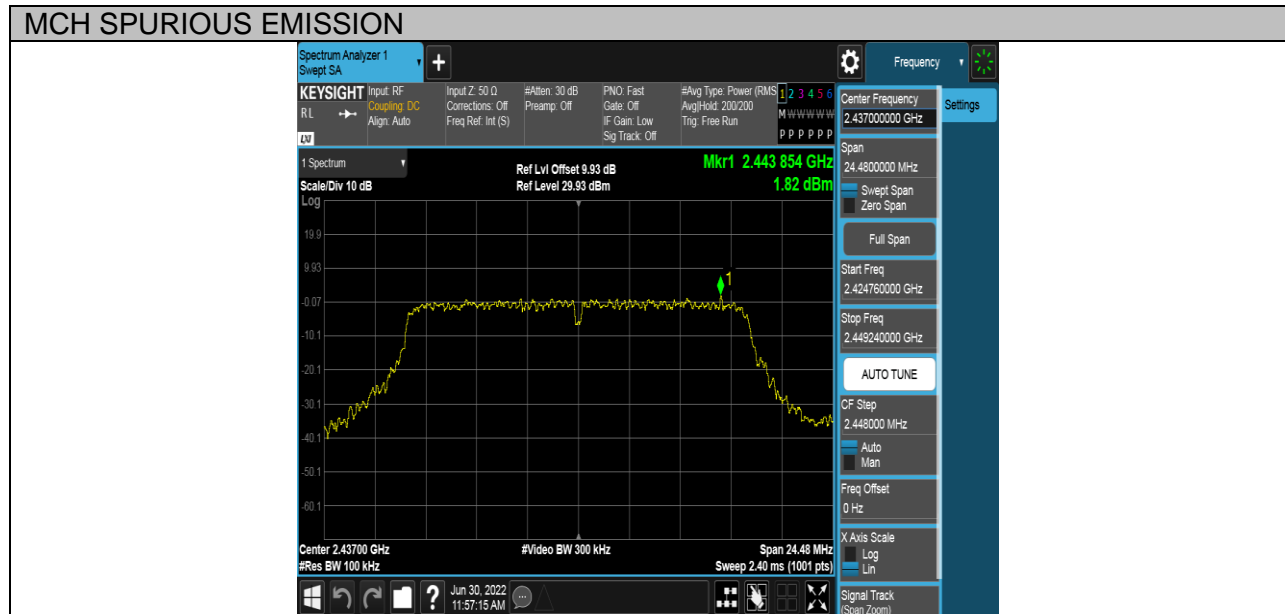 MCH SPURIOUS EMISSION
Spectrum Analyzer 1
Swept SA
+
Frequency
KEYSIGHT
RL
LXI
Input: RF
Coupling: DC
Align: Auto
Input Z: 50 Ω
Corrections: Off
Freq Ref: Int (S)
#Atten: 30 dB
Preamp: Off
PNO: Fast
Gate: Off
IF Gain: Low
Sig Track: Off
#Avg Type: Power (RMS
Avg|Hold: 200/200
Trig: Free Run
1 2 3 4 5 6
M W W W W W
P P P P P P
Center Frequency
2.437000000 GHz
Settings
Span
24.4800000 MHz
Swept Span
Zero Span
Full Span
Start Freq
2.424760000 GHz
Stop Freq
2.449240000 GHz
AUTO TUNE
CF Step
2.448000 MHz
Auto
Man
Freq Offset
0 Hz
X Axis Scale
Log
Lin
Signal Track
(Span Zoom)
1 Spectrum
Scale/Div 10 dB
Log
Ref Lvl Offset 9.93 dB
Ref Level 29.93 dBm
Mkr1 2.443 854 GHz
1.82 dBm
19.9
9.93
1
-0.07
-10.1
-20.1
-30.1
-40.1
-50.1
-60.1
Center 2.43700 GHz
#Res BW 100 kHz
#Video BW 300 kHz
Span 24.48 MHz
Sweep 2.40 ms (1001 pts)
?
Jun 30, 2022
11:57:15 AM